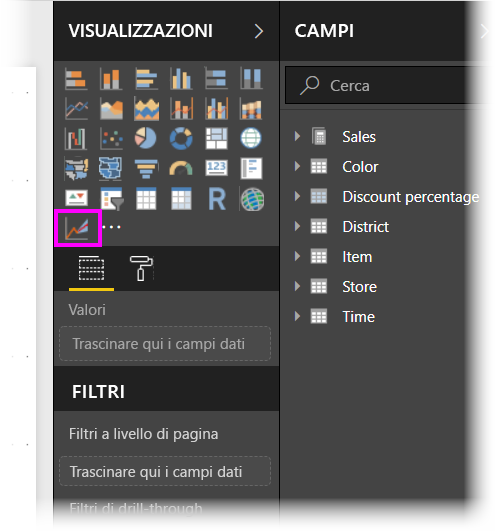 VISUALIZZAZIONI
CAMPI
Cerca
Sales
Color
Discount percentage
District
Item
Store
Time
123
R
Valori
Trascinare qui i campi dati
FILTRI
Filtri a livello di pagina
Trascinare qui i campi dati
Filtri di drill-through